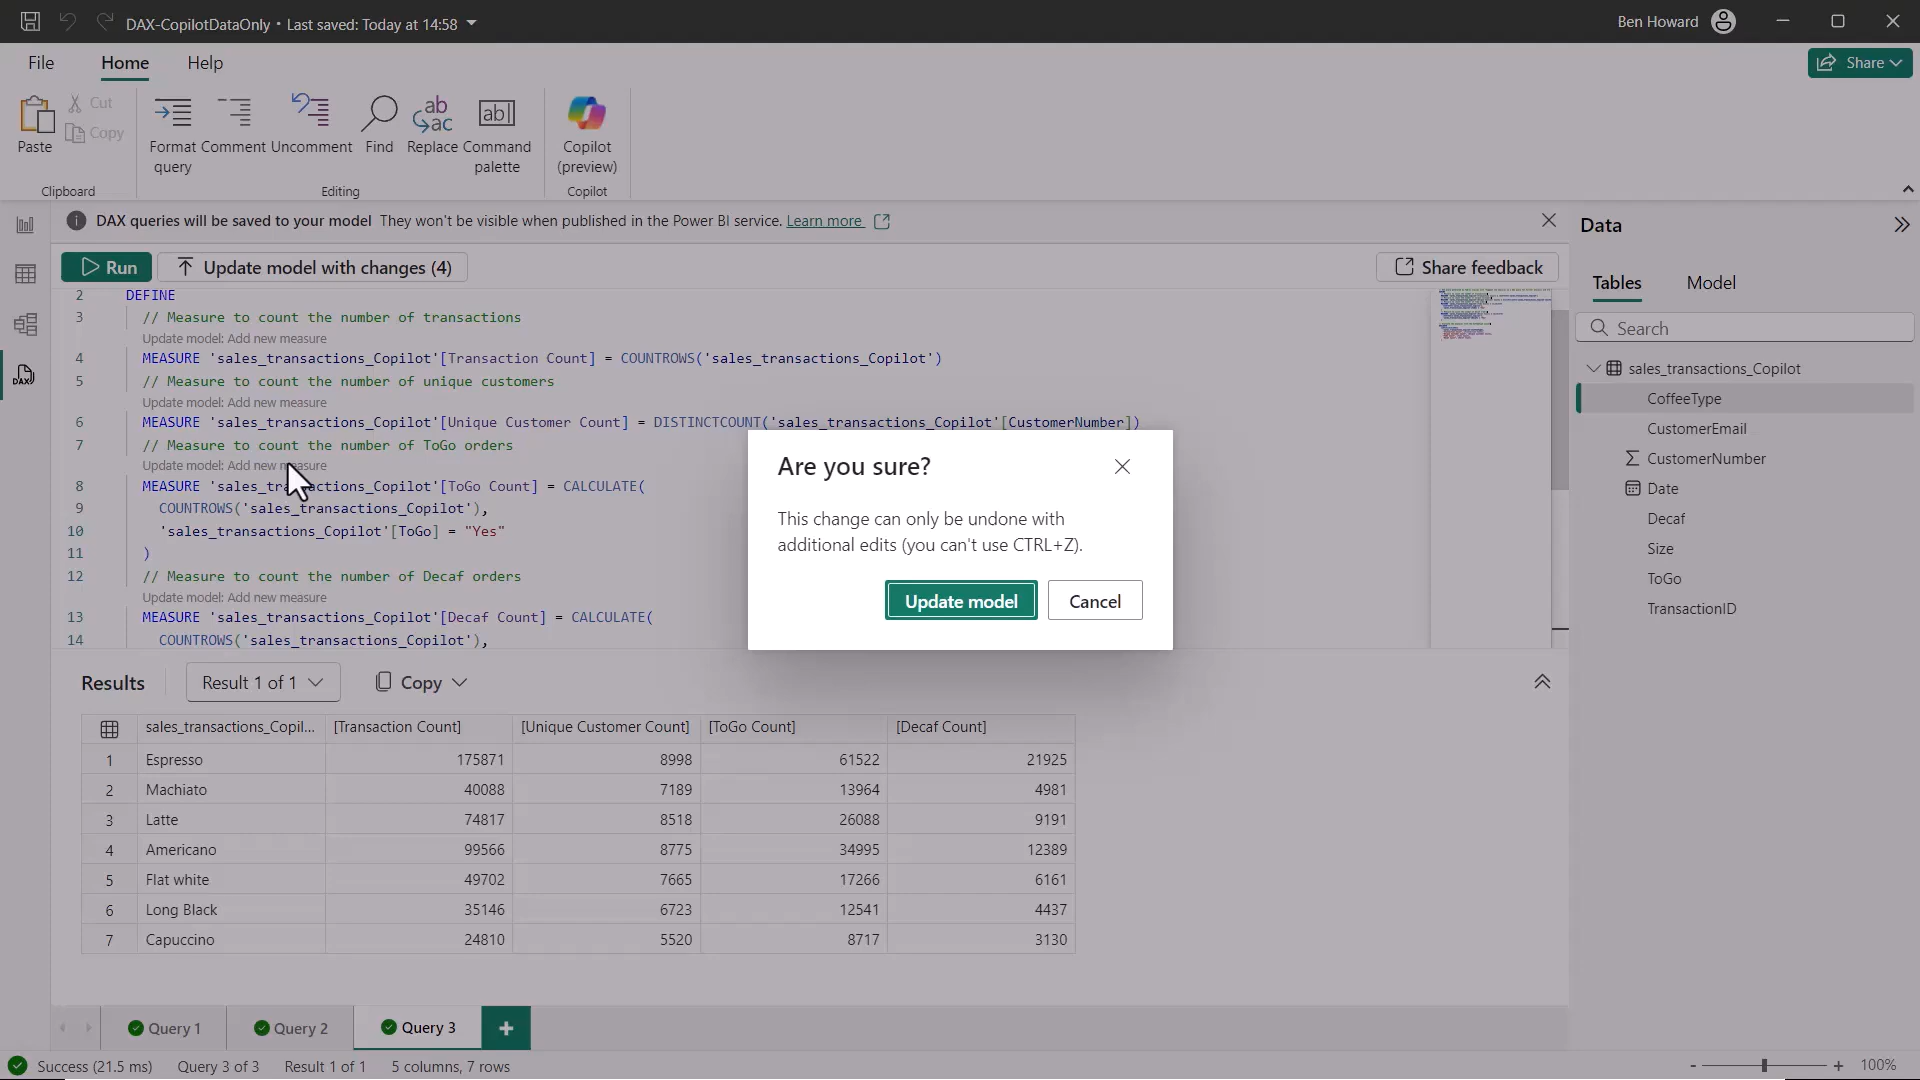 DAX-CopilotDataOnly • Last saved: Today at 14:58
Ben Howard
File Home Help
Share
Paste
Cut
Copy
Clipboard
Format query
Comment
Uncomment
Find
Replace
Command palette
Editing
Copilot (preview)
Copilot
DAX queries will be saved to your model They won't be visible when published in the Power BI service. Learn more
Run
Update model with changes (4)
Share feedback
2 DEFINE
3 // Measure to count the number of transactions
Update model: Add new measure
4 MEASURE 'sales_transactions_Copilot'[Transaction Count] = COUNTROWS('sales_transactions_Copilot')
5 // Measure to count the number of unique customers
Update model: Add new measure
6 MEASURE 'sales_transactions_Copilot'[Unique Customer Count] = DISTINCTCOUNT('sales_transactions_Copilot'[CustomerNumber])
7 // Measure to count the number of ToGo orders
Update model: Add new measure
8 MEASURE 'sales_transactions_Copilot'[ToGo Count] = CALCULATE(
9 COUNTROWS('sales_transactions_Copilot'),
10 'sales_transactions_Copilot'[ToGo] = "Yes"
11 )
12 // Measure to count the number of Decaf orders
Update model: Add new measure
13 MEASURE 'sales_transactions_Copilot'[Decaf Count] = CALCULATE(
14 COUNTROWS('sales_transactions_Copilot'),
Are you sure?
This change can only be undone with
additional edits (you can't use CTRL+Z).
Update model
Cancel
Results
Result 1 of 1
Copy
sales_transactions_Copil... [Transaction Count] [Unique Customer Count] [ToGo Count] [Decaf Count]
1 Espresso 175871 8998 61522 21925
2 Machiato 40088 7189 13964 4981
3 Latte 74817 8518 26088 9191
4 Americano 99566 8775 34995 12389
5 Flat white 49702 7665 17266 6161
6 Long Black 35146 6723 12541 4437
7 Capuccino 24810 5520 8717 3130
Query 1 Query 2 Query 3
Success (21.5 ms) Query 3 of 3 Result 1 of 1 5 columns, 7 rows
100%
Data
Tables Model
Search
sales_transactions_Copilot
CoffeeType
CustomerEmail
CustomerNumber
Date
Decaf
Size
ToGo
TransactionID